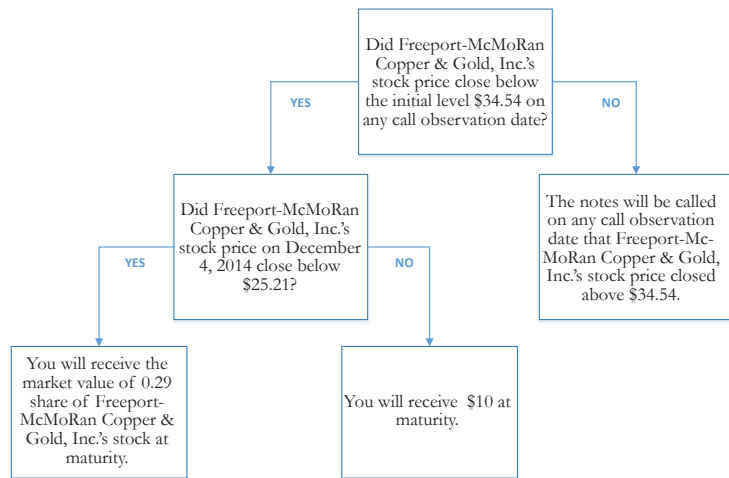 Did Freeport-McMoRan
Copper & Gold, Inc.'s
stock price close below
the initial level $34.54 on
any call observation date?
YES
NO
Did Freeport-McMoRan
Copper & Gold, Inc.'s
stock price on December
4, 2014 close below
$25.21?
The notes will be called
on any call observation
date that Freeport-Mc-
MoRan Copper & Gold,
Inc.'s stock price closed
above $34.54.
YES
NO
You will receive the
market value of 0.29
share of Freeport-
McMoRan Copper &
Gold, Inc.'s stock at
maturity.
You will receive $10 at
maturity.